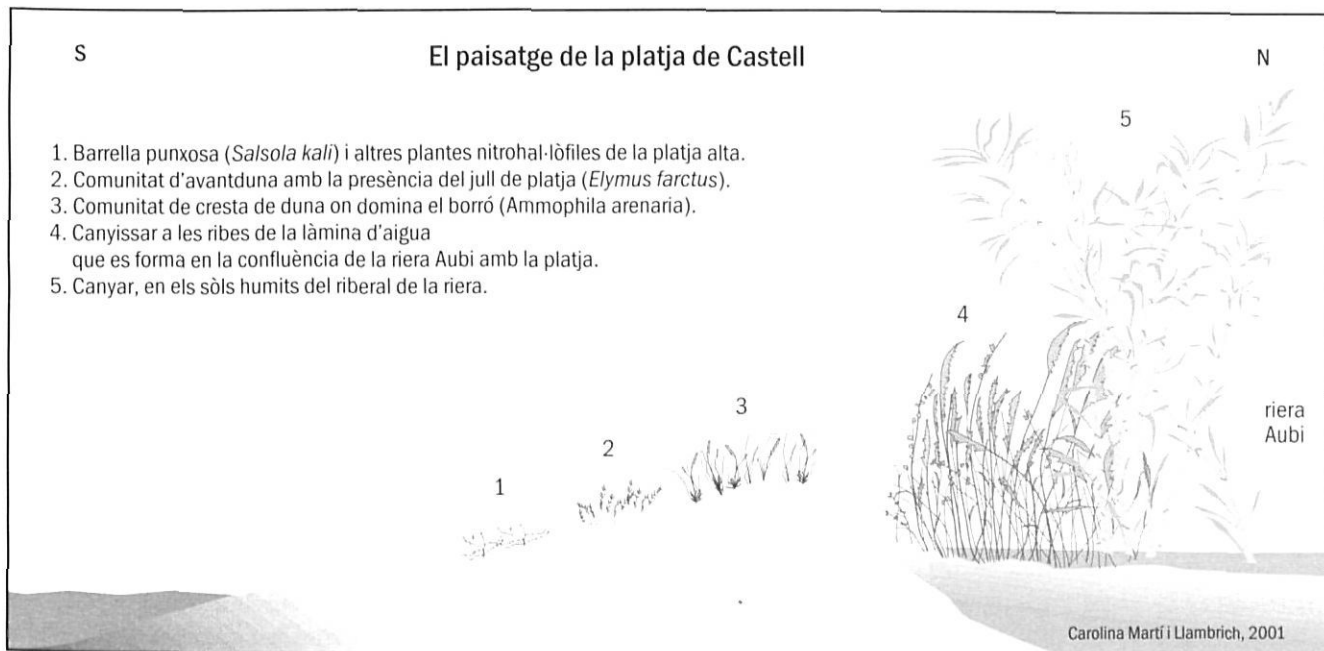 S
El paisatge de la platja de Castell
N
1. Barrella punxosa (Salsola kali) i altres plantes nitrohal·lòfiles de la platja alta.
2. Comunitat d'avantduna amb la presència del jull de platja (Elymus farctus).
3. Comunitat de cresta de duna on domina el borró (Ammophila arenaria).
4. Canyissar a les ribes de la làmina d'aigua
que es forma en la confluència de la riera Aubi amb la platja.
5. Canyar, en els sòls humits del riberal de la riera.
5
4
3
2
1
riera
Aubi
Carolina Martí i Llambrich, 2001